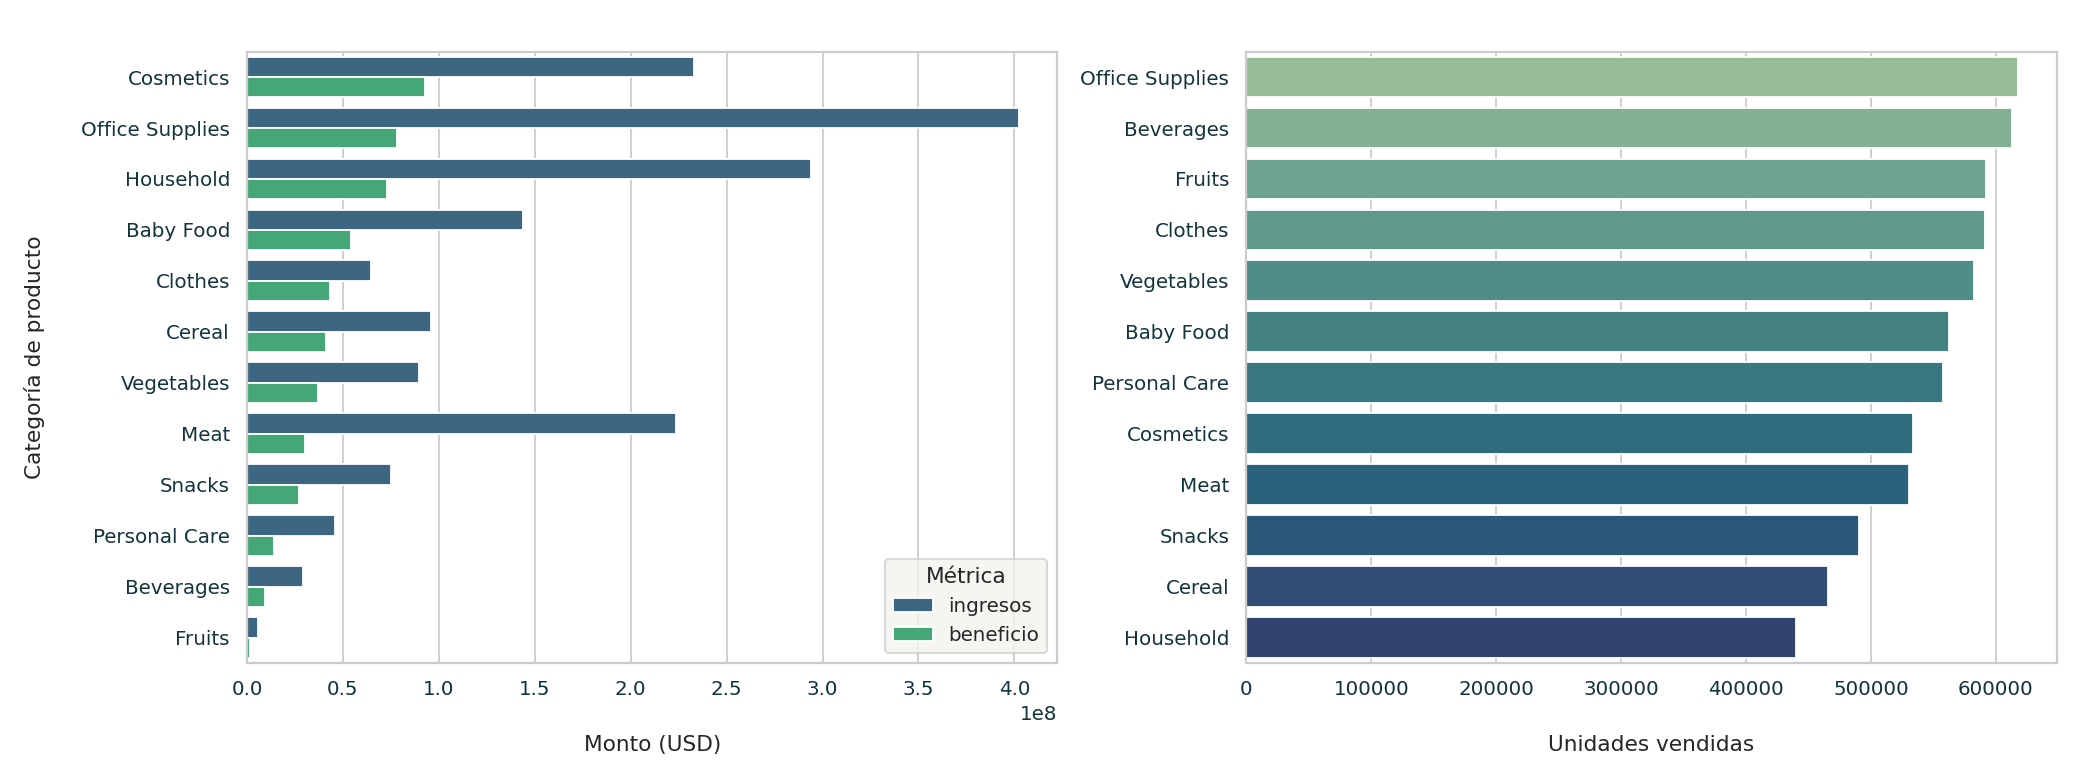 Categoría de producto
Cosmetics
Office Supplies
Household
Baby Food
Clothes
Cereal
Vegetables
Meat
Snacks
Personal Care
Beverages
Fruits
0.0 0.5 1.0 1.5 2.0 2.5 3.0 3.5 4.0
1e8
Monto (USD)
Métrica
ingresos
beneficio
Office Supplies
Beverages
Fruits
Clothes
Vegetables
Baby Food
Personal Care
Cosmetics
Meat
Snacks
Cereal
Household
0 100000 200000 300000 400000 500000 600000
Unidades vendidas